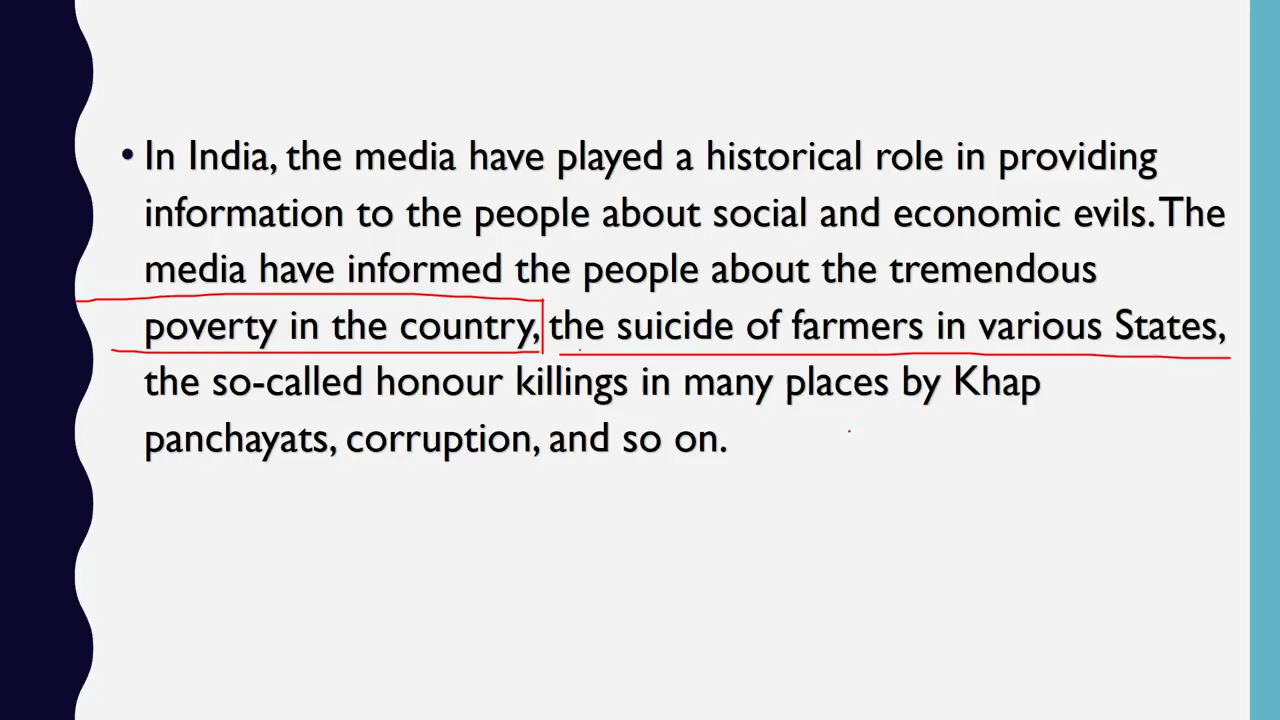 • In India, the media have played a historical role in providing
information to the people about social and economic evils. The
media have informed the people about the tremendous
poverty in the country, the suicide of farmers in various States,
the so-called honour killings in many places by Khap
panchayats, corruption, and so on.